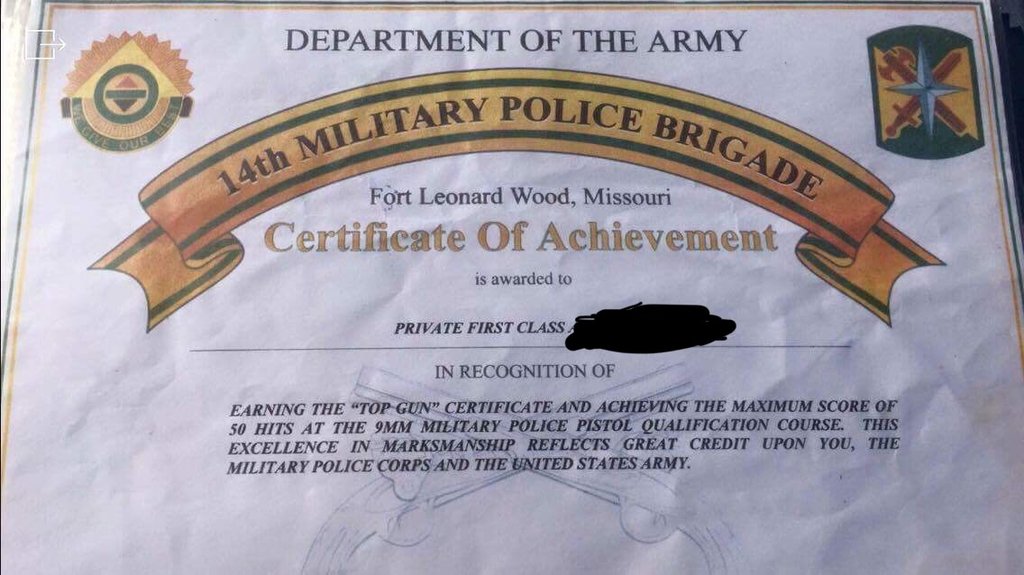 DEPARTMENT OF THE ARMY
14th MILITARY POLICE BRIGADE
Fort Leonard Wood, Missouri
Certificate Of Achievement
is awarded to
PRIVATE FIRST CLASS
IN RECOGNITION OF
EARNING THE “TOP GUN” CERTIFICATE AND ACHIEVING THE MAXIMUM SCORE OF
50 HITS AT THE 9MM MILITARY POLICE PISTOL QUALIFICATION COURSE. THIS
EXCELLENCE IN MARKSMANSHIP REFLECTS GREAT CREDIT UPON YOU, THE
MILITARY POLICE CORPS AND THE UNITED STATES ARMY.